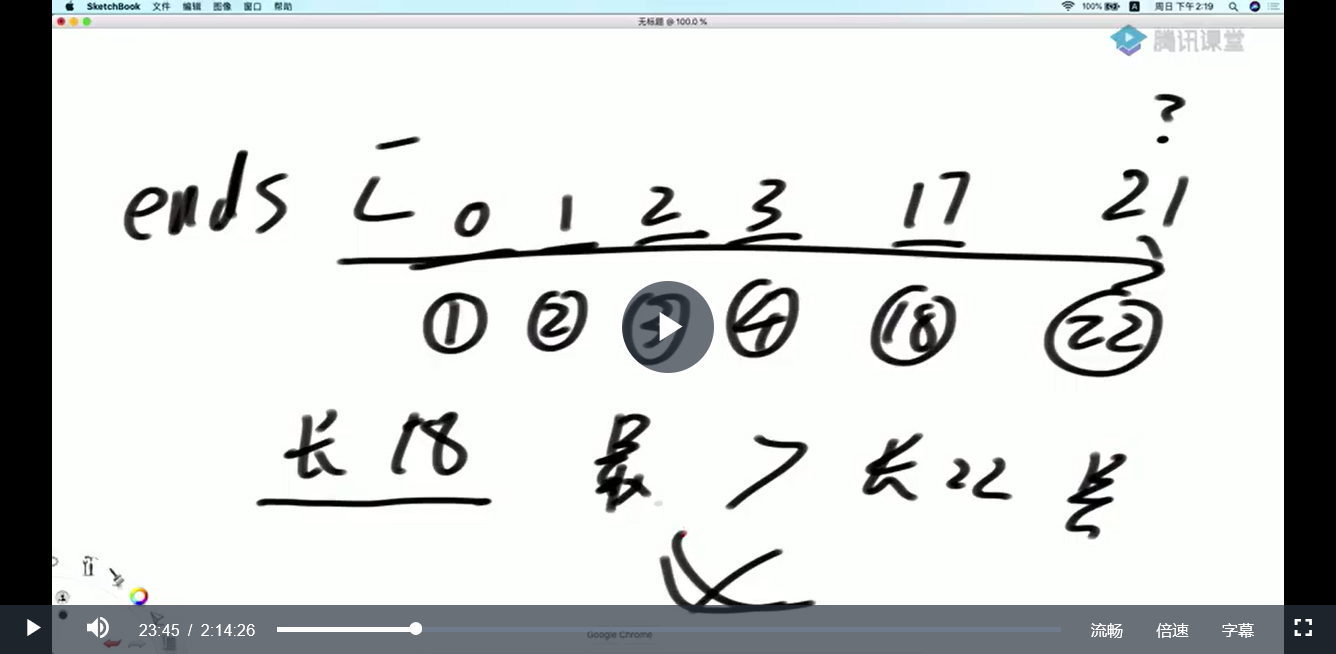 SketchBook 文件 编辑 图像 窗口 帮助 100% 周日 下午2:19
无标题 @ 100.0 %
腾讯课堂
?
ends [ 0 1 2 3 17 21
① ② ③ ④ ⑱ ㉒
长 18 最 > 长 22
23:45 / 2:14:26 Google Chrome 流畅 倍速 字幕